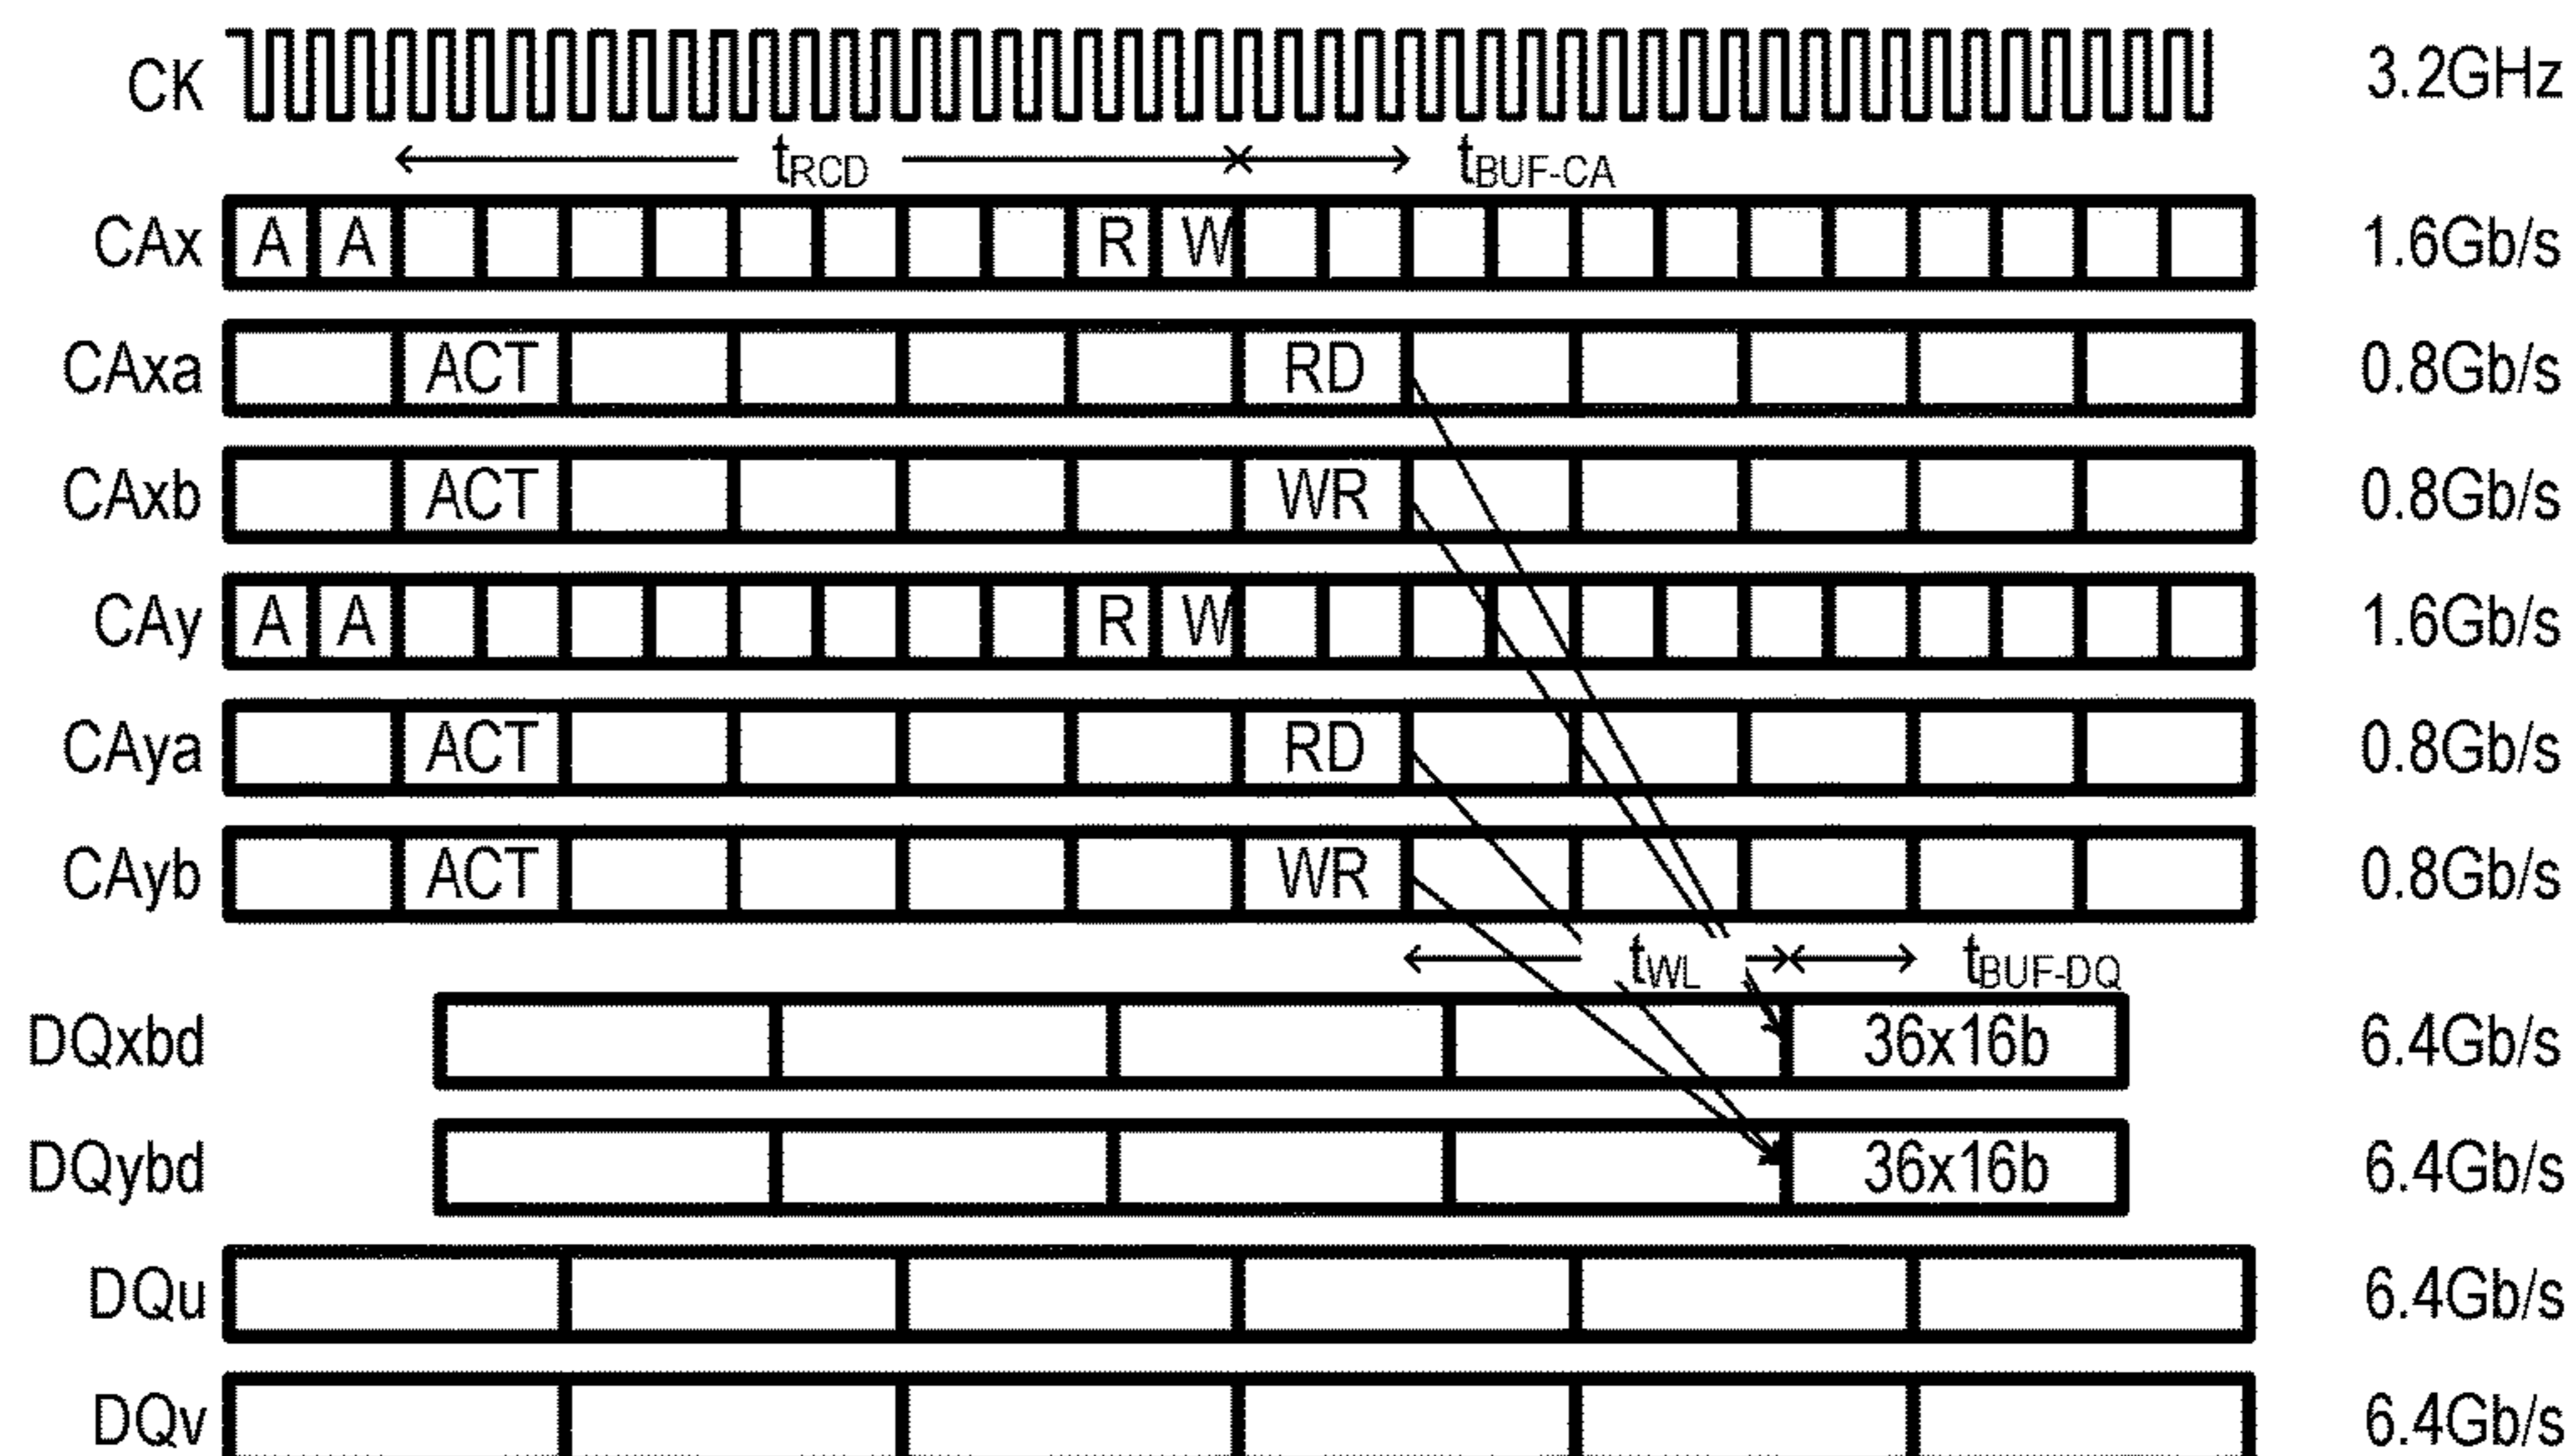 CK 3.2GHz
tRCD tBUF-CA
CAx A A R W 1.6Gb/s
CAxa ACT RD 0.8Gb/s
CAxb ACT WR 0.8Gb/s
CAy A A R W 1.6Gb/s
CAya ACT RD 0.8Gb/s
CAyb ACT WR 0.8Gb/s
tWL tBUF-DQ
DQxbd 36x16b 6.4Gb/s
DQybd 36x16b 6.4Gb/s
DQu 6.4Gb/s
DQv 6.4Gb/s